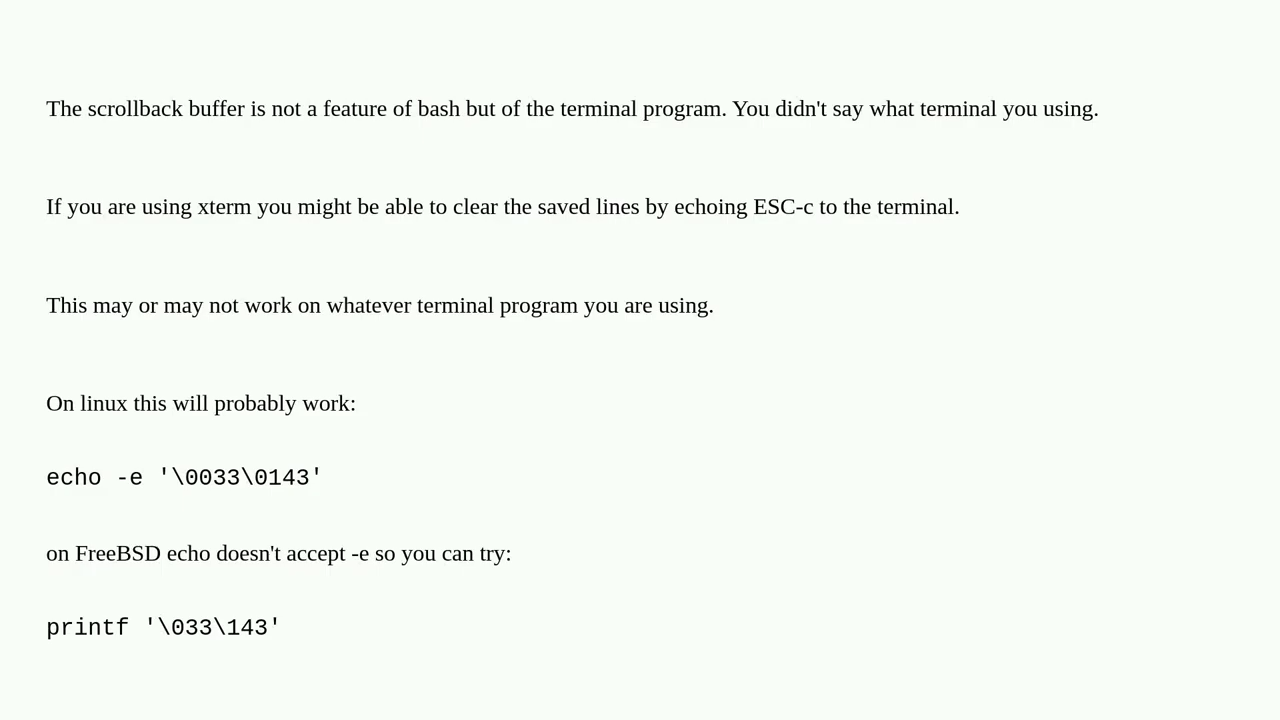 The scrollback buffer is not a feature of bash but of the terminal program. You didn't say what terminal you using.
If you are using xterm you might be able to clear the saved lines by echoing ESC-c to the terminal.
This may or may not work on whatever terminal program you are using.
On linux this will probably work:
echo -e '\0033\0143'
on FreeBSD echo doesn't accept -e so you can try:
printf '\033\143'